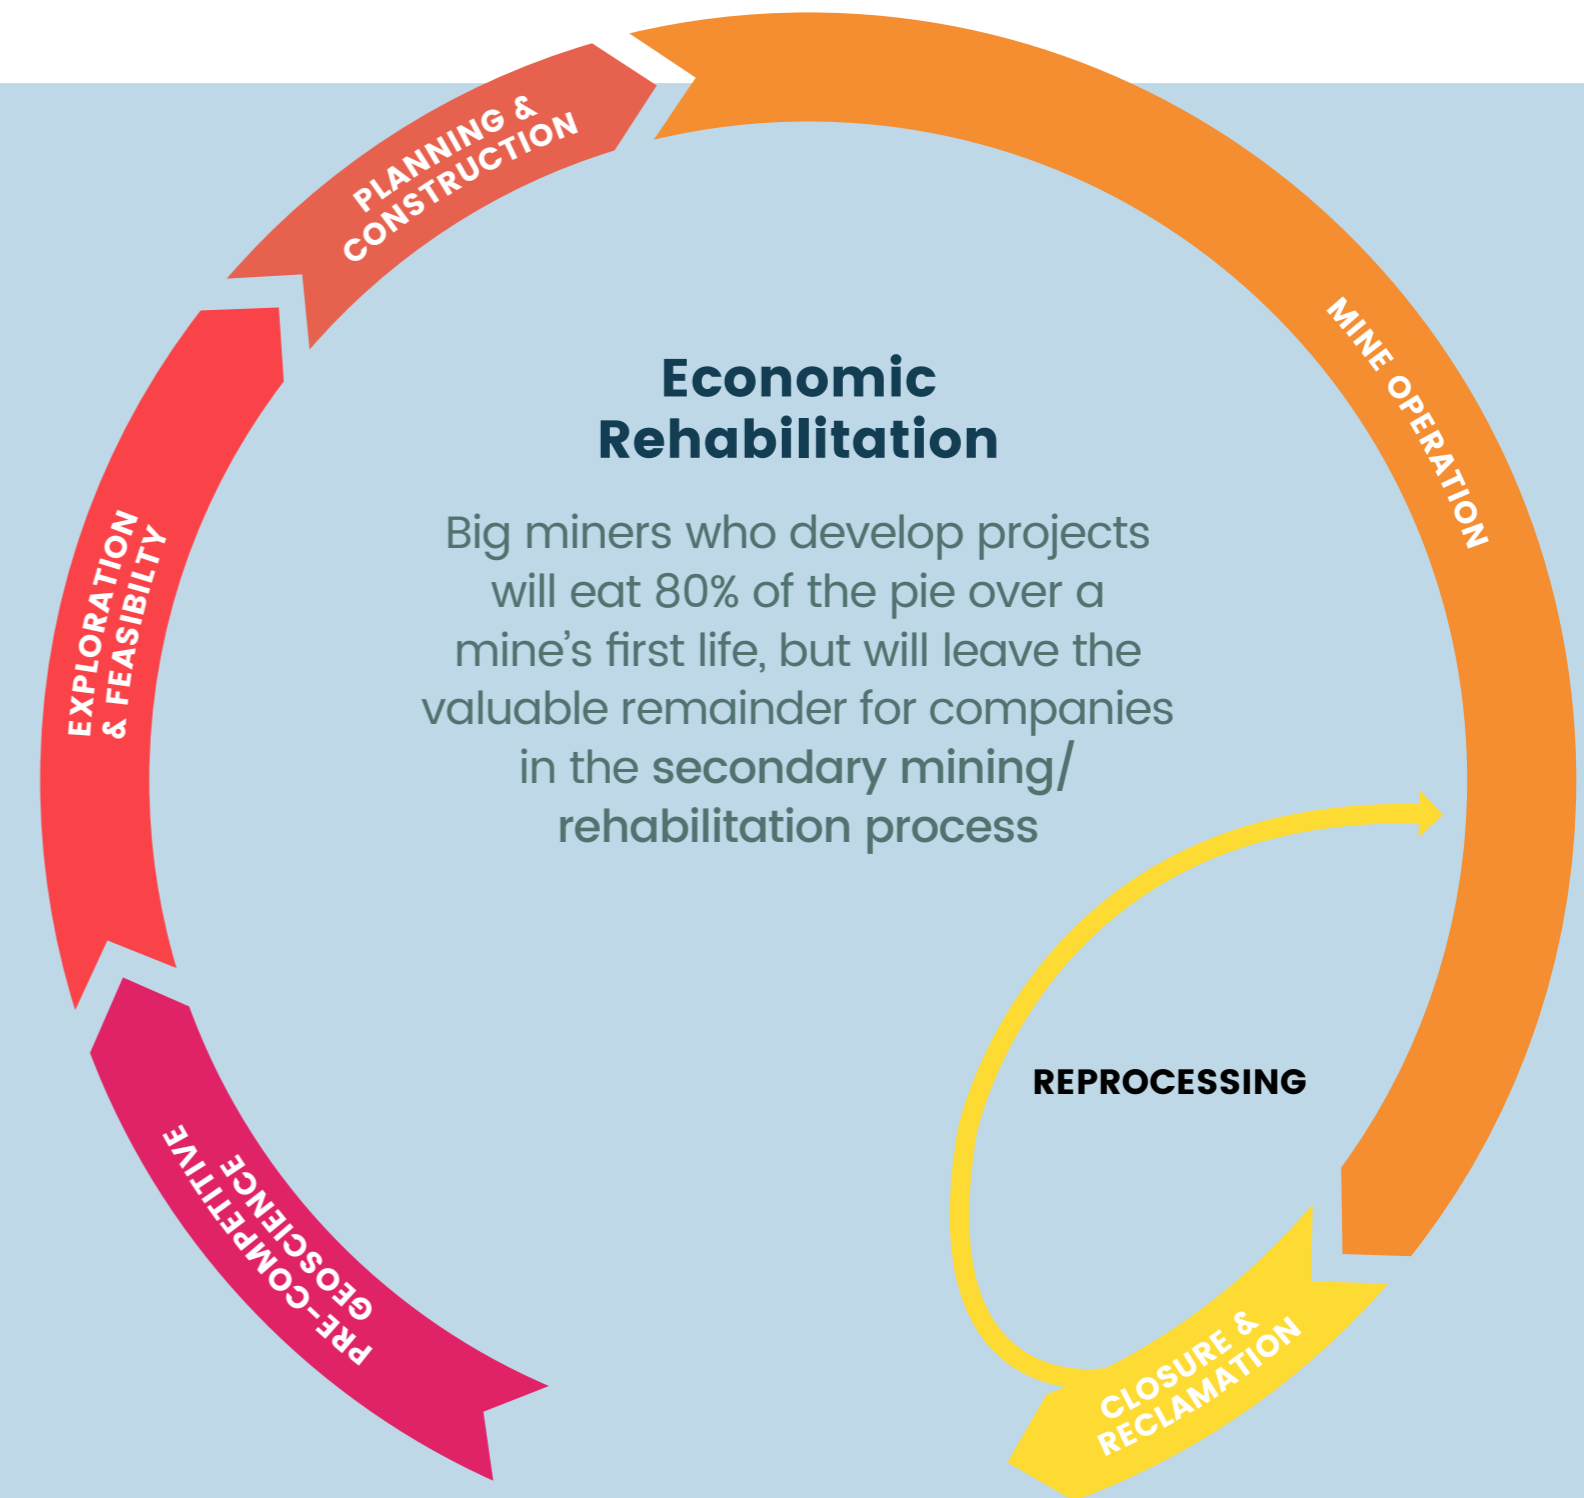 PLANNING &
CONSTRUCTION
MINE OPERATION
Economic
Rehabilitation
Big miners who develop projects
will eat 80% of the pie over a
mine’s first life, but will leave the
valuable remainder for companies
in the secondary mining/
rehabilitation process
EXPLORATION
& FEASIBILTY
REPROCESSING
PRE-COMPETITIVE
GEOSCIENCE
CLOSURE &
RECLAMATION